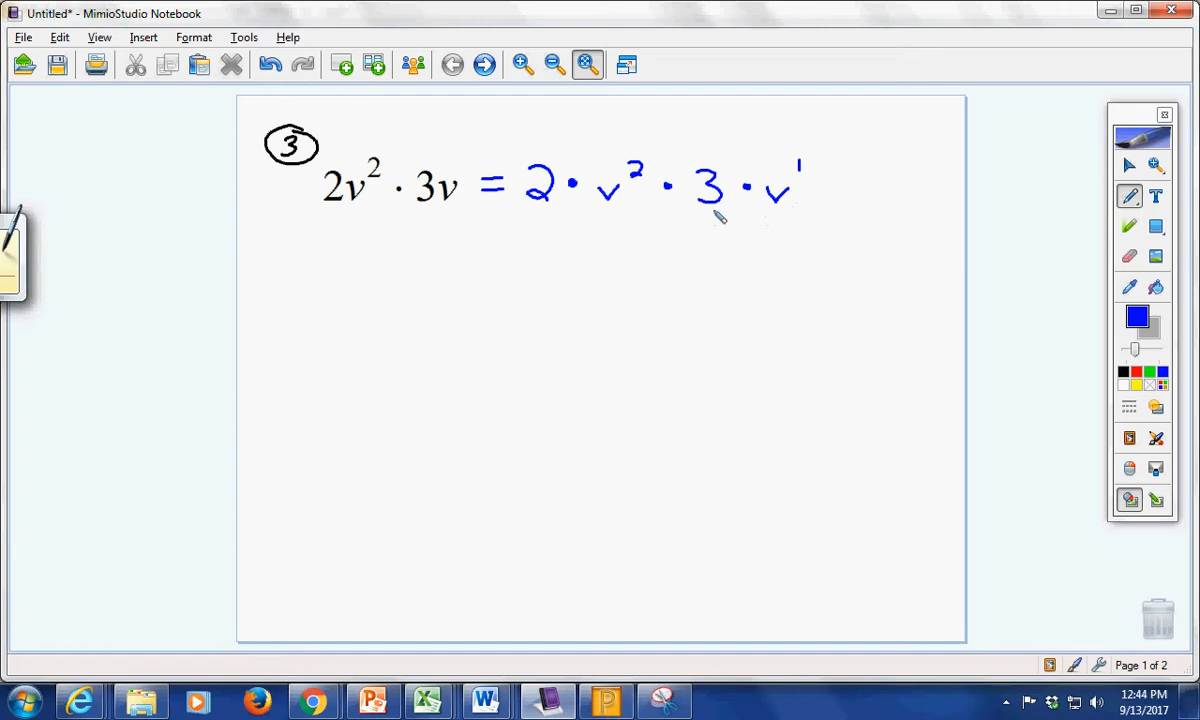 Untitled* - MimioStudio Notebook
File Edit View Insert Format Tools Help
3
2v² · 3v = 2 · v² · 3 · v¹
Page 1 of 2
12:44 PM
9/13/2017